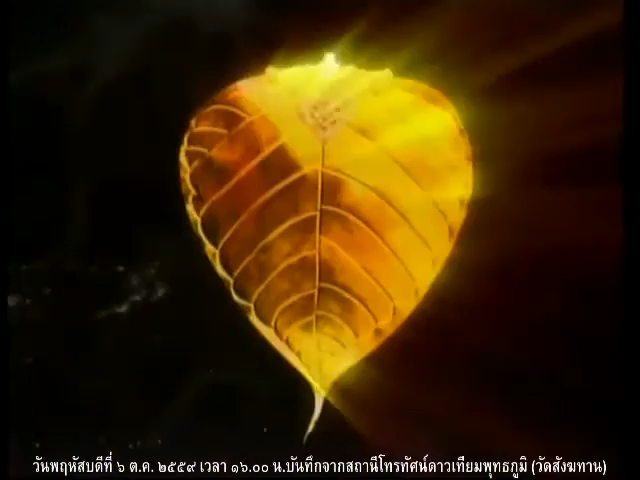 วันพฤหัสบดีที่ ๖ ต.ค. ๒๕๕๙ เวลา ๑๖.๐๐ น.บันทึกจากสถานีโทรทัศน์ดาวเทียมพุทธภูมิ (วัดสังฆทาน)